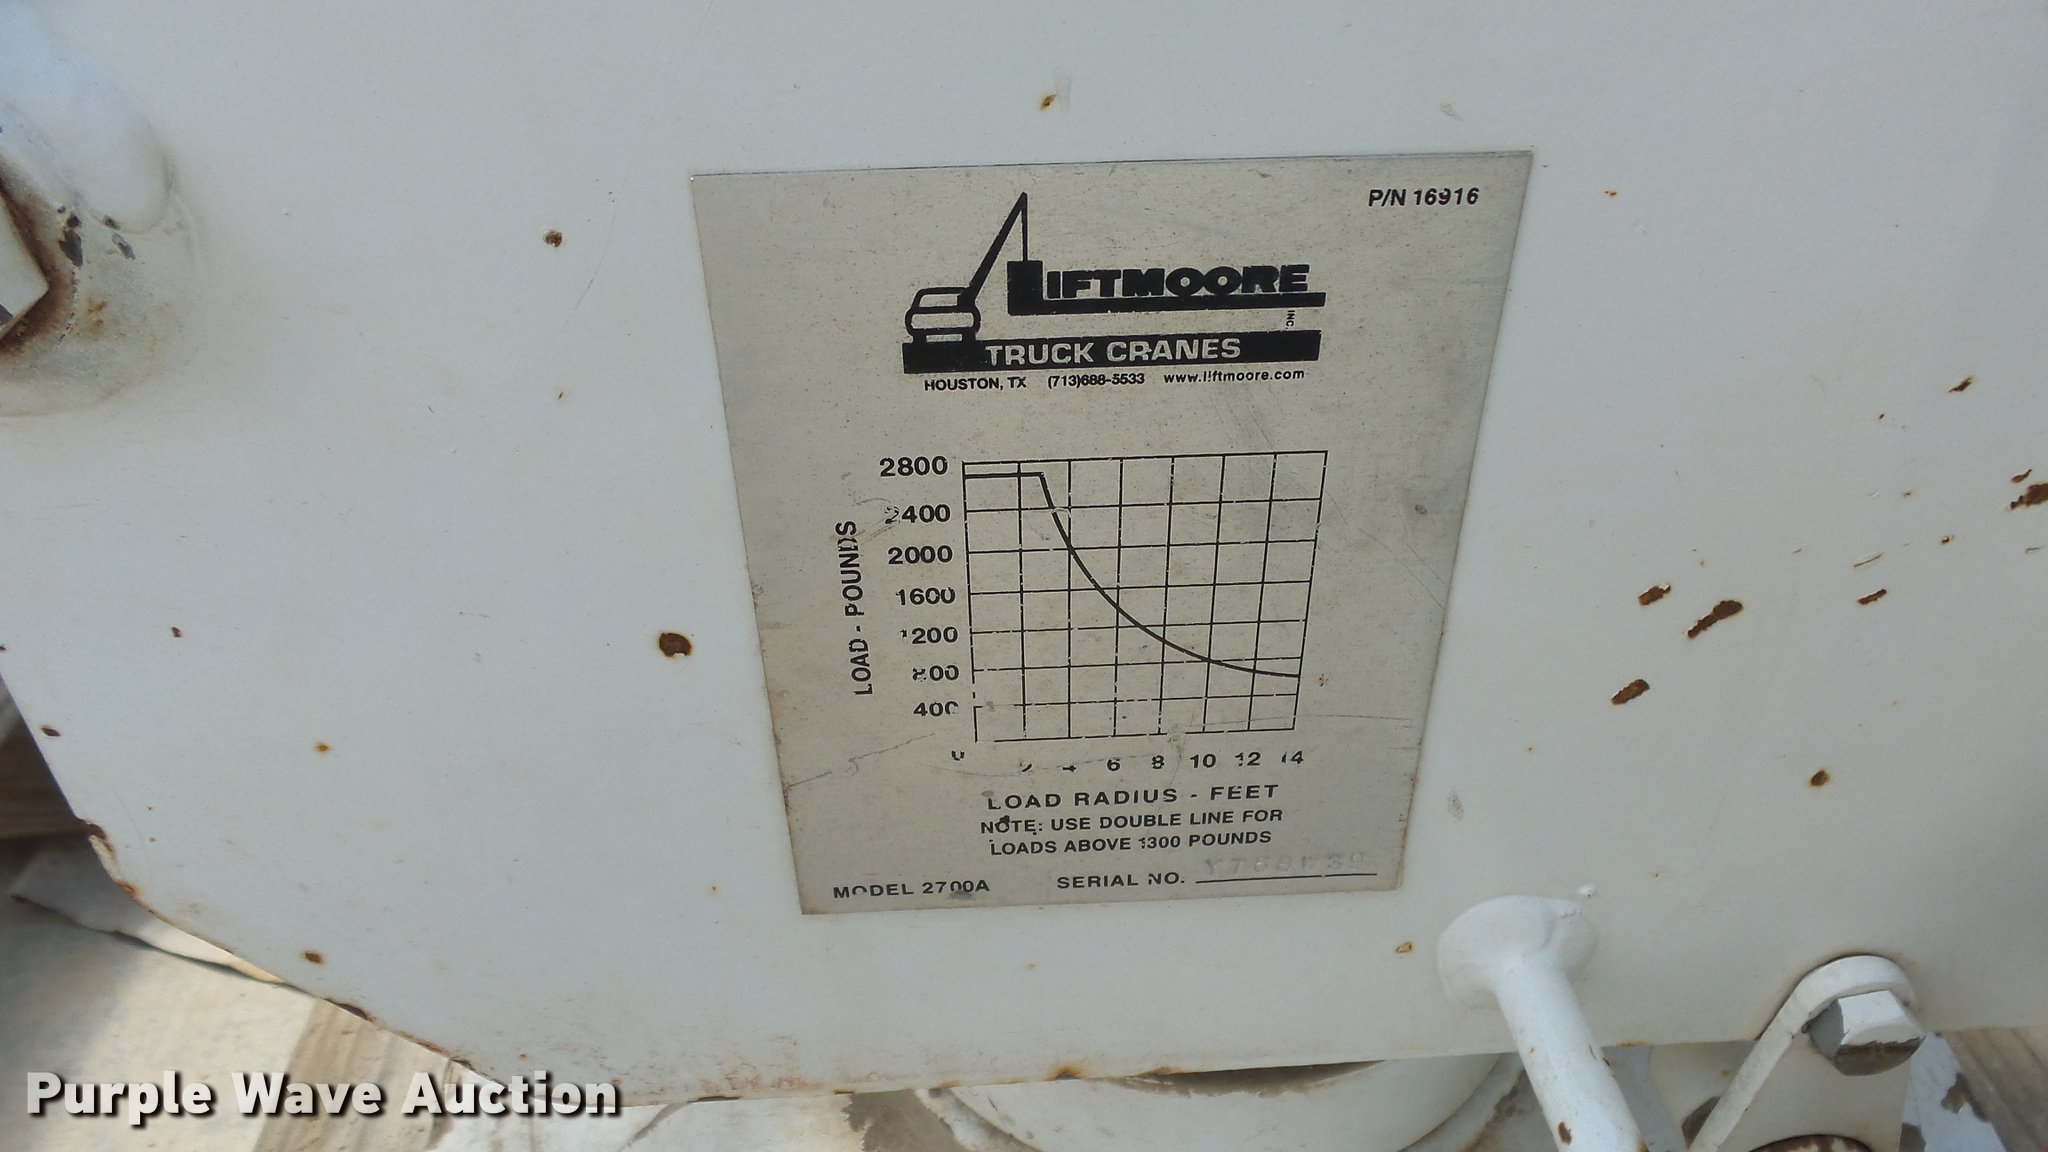 P/N 16916
LIFTMOORE INC.
TRUCK CRANES
HOUSTON, TX (713)688-5533 www.liftmoore.com
LOAD - POUNDS
2800
2400
2000
1600
1200
800
400
0 2 4 6 8 10 12 14
LOAD RADIUS - FEET
NOTE: USE DOUBLE LINE FOR
LOADS ABOVE 1300 POUNDS
MODEL 2700A SERIAL NO.
Purple Wave Auction